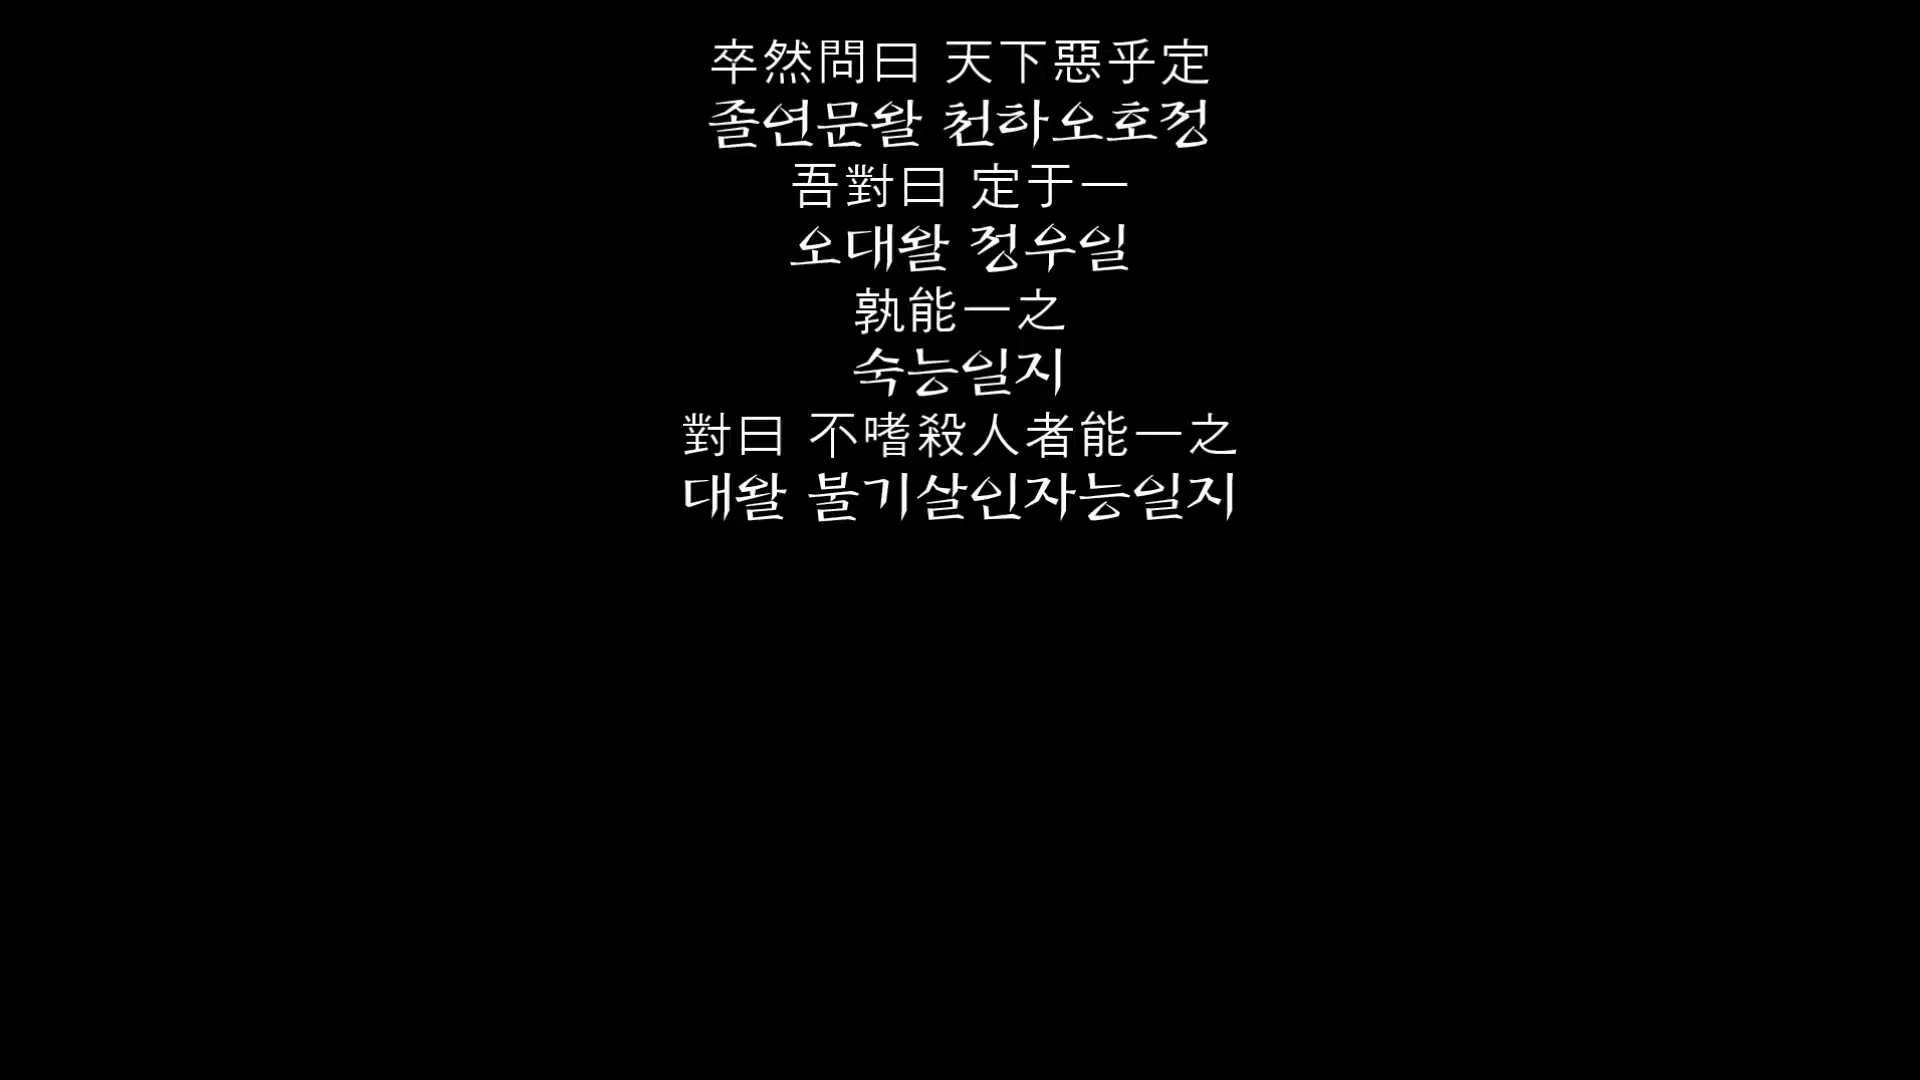 卒然問曰 天下惡乎定
졸연문왈 천하오호정
吾對曰 定于一
오대왈 정우일
孰能一之
숙능일지
對曰 不嗜殺人者能一之
대왈 불기살인자능일지